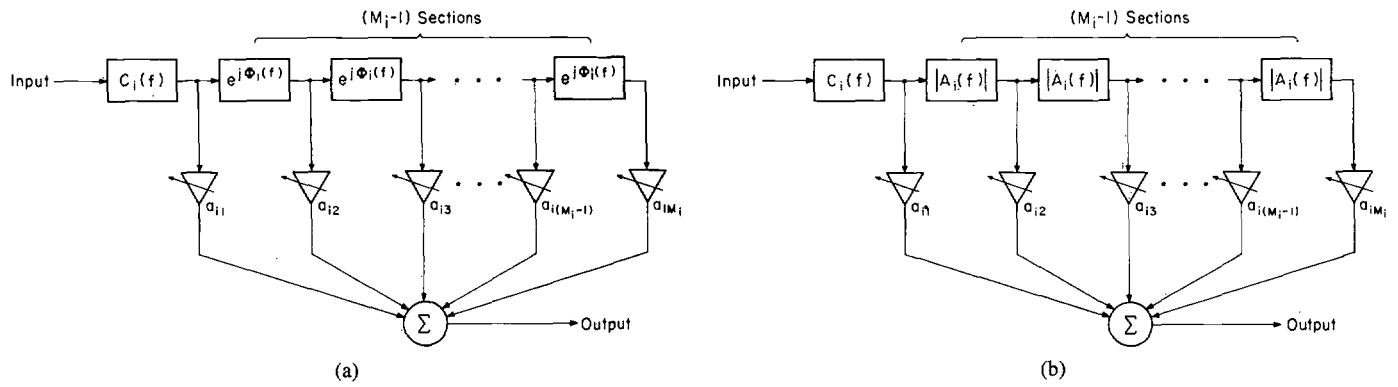 (Mᵢ-1) Sections
Input
Cᵢ(f)
e^jΦᵢ(f)
e^jΦᵢ(f)
. . .
e^jΦᵢ(f)
aᵢ₁
aᵢ₂
aᵢ₃
. . .
aᵢ(Mᵢ-1)
a₁Mᵢ
Σ
Output
(a)
(Mᵢ-1) Sections
Input
Cᵢ(f)
|Aᵢ(f)|
|Aᵢ(f)|
. . .
|Aᵢ(f)|
aᵢ₁
aᵢ₂
aᵢ₃
. . .
aᵢ(Mᵢ-1)
aᵢMᵢ
Σ
Output
(b)